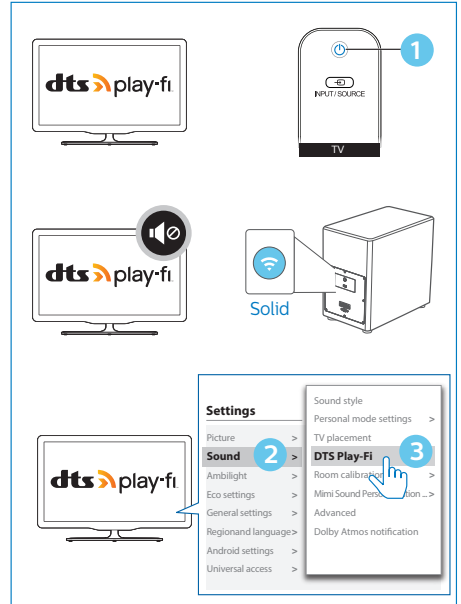 dts play-fi
1
INPUT/SOURCE
TV
dts play-fi
Solid
dts play-fi
Settings
Picture >
Sound 2 >
Ambilight >
Eco settings >
General settings >
Regionand language >
Android settings >
Universal access >
Sound style
Personal mode settings >
TV placement
DTS Play-Fi 3
Room calibration
Mimi Sound ... >
Advanced
Dolby Atmos notification